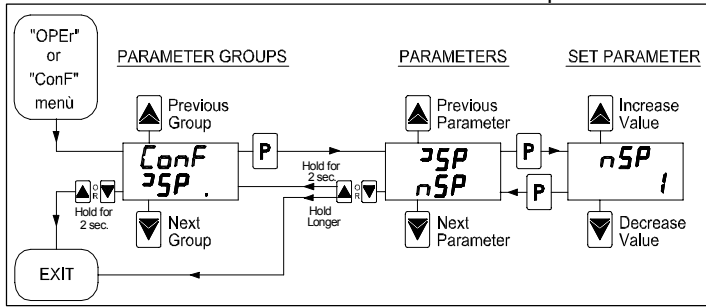 "OPEr"
or
"ConF"
menù
PARAMETER GROUPS
PARAMETERS
SET PARAMETER
Previous
Group
Previous
Parameter
Increase
Value
ConF
SP .
P
Hold for
2 sec.
OR
Hold
Longer
SP
nSP
P
P
nSP
1
OR
Hold for
2 sec.
Next
Group
Next
Parameter
Decrease
Value
EXIT